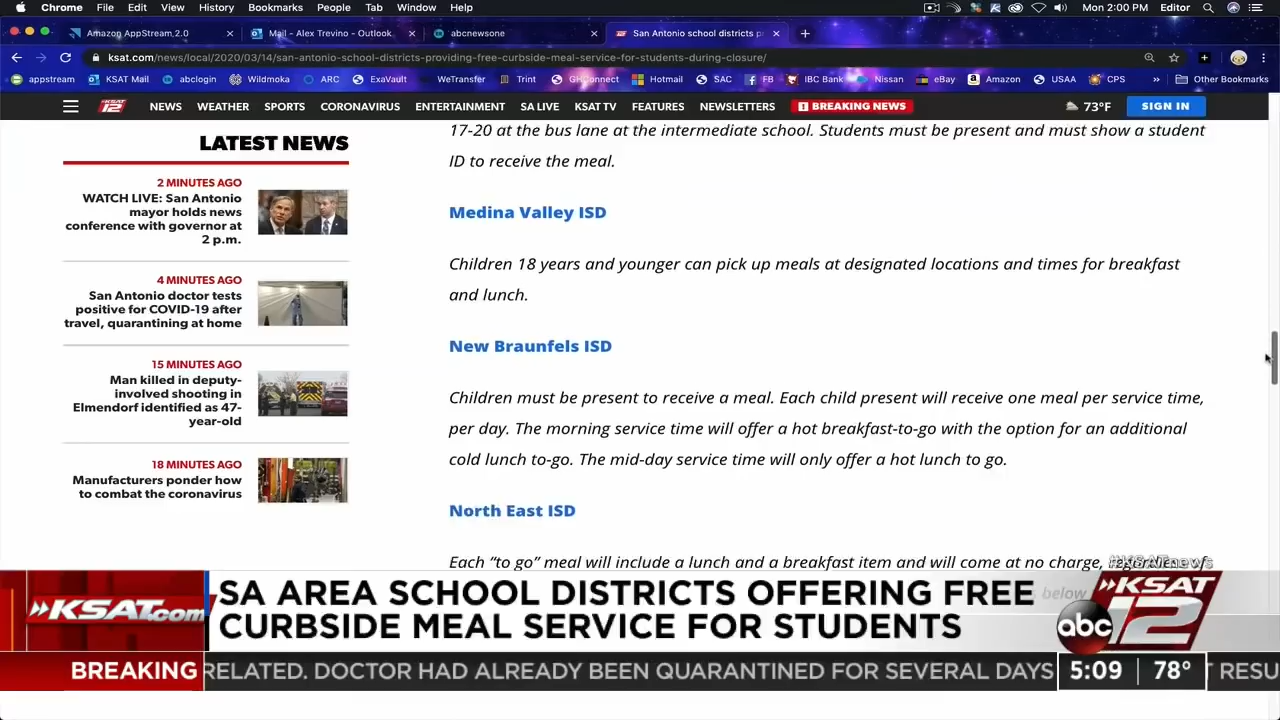 Chrome File Edit View History Bookmarks People Tab Window Help Mon 2:00 PM Editor
Amazon AppStream 2.0 Mail - Alex Trevino - Outlook abcnewsone San Antonio school districts p
ksat.com/news/local/2020/03/14/san-antonio-school-districts-providing-free-curbside-meal-service-for-students-during-closure/
appstream KSAT Mail abclogin Wildmoka ARC ExaVault WeTransfer Trint GHConnect Hotmail SAC FB IBC Bank Nissan eBay Amazon USAA CPS » Other Bookmarks
KSAT 12 NEWS WEATHER SPORTS CORONAVIRUS ENTERTAINMENT SA LIVE KSAT TV FEATURES NEWSLETTERS BREAKING NEWS 73°F SIGN IN
LATEST NEWS
2 MINUTES AGO
WATCH LIVE: San Antonio
mayor holds news
conference with governor at
2 p.m.
4 MINUTES AGO
San Antonio doctor tests
positive for COVID-19 after
travel, quarantining at home
15 MINUTES AGO
Man killed in deputy-
involved shooting in
Elmendorf identified as 47-
year-old
18 MINUTES AGO
Manufacturers ponder how
to combat the coronavirus
17-20 at the bus lane at the intermediate school. Students must be present and must show a student
ID to receive the meal.
Medina Valley ISD
Children 18 years and younger can pick up meals at designated locations and times for breakfast
and lunch.
New Braunfels ISD
Children must be present to receive a meal. Each child present will receive one meal per service time,
per day. The morning service time will offer a hot breakfast-to-go with the option for an additional
cold lunch to-go. The mid-day service time will only offer a hot lunch to go.
North East ISD
Each “to go” meal will include a lunch and a breakfast item and will come at no charge,
#KSATnews
below
»KSAT.com
SA AREA SCHOOL DISTRICTS OFFERING FREE
CURBSIDE MEAL SERVICE FOR STUDENTS
»KSAT
abc 12
BREAKING RELATED. DOCTOR HAD ALREADY BEEN QUARANTINED FOR SEVERAL DAYS 5:09 78° T RESU